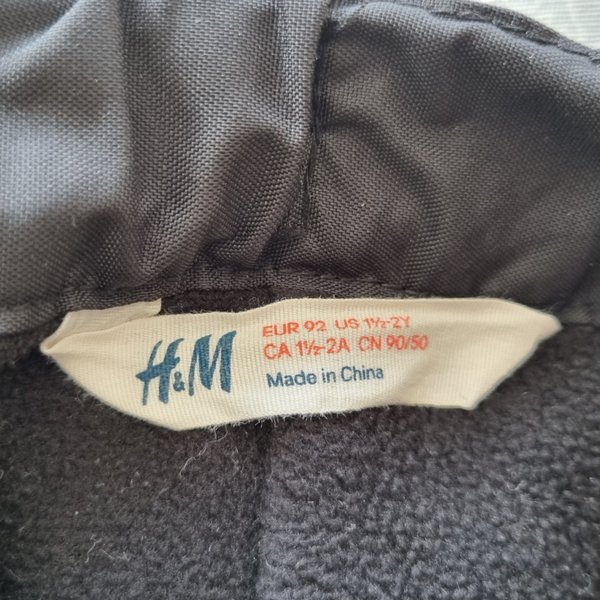 H&M
EUR 92 US 1½-2Y
CA 1½-2A CN 90/50
Made in China